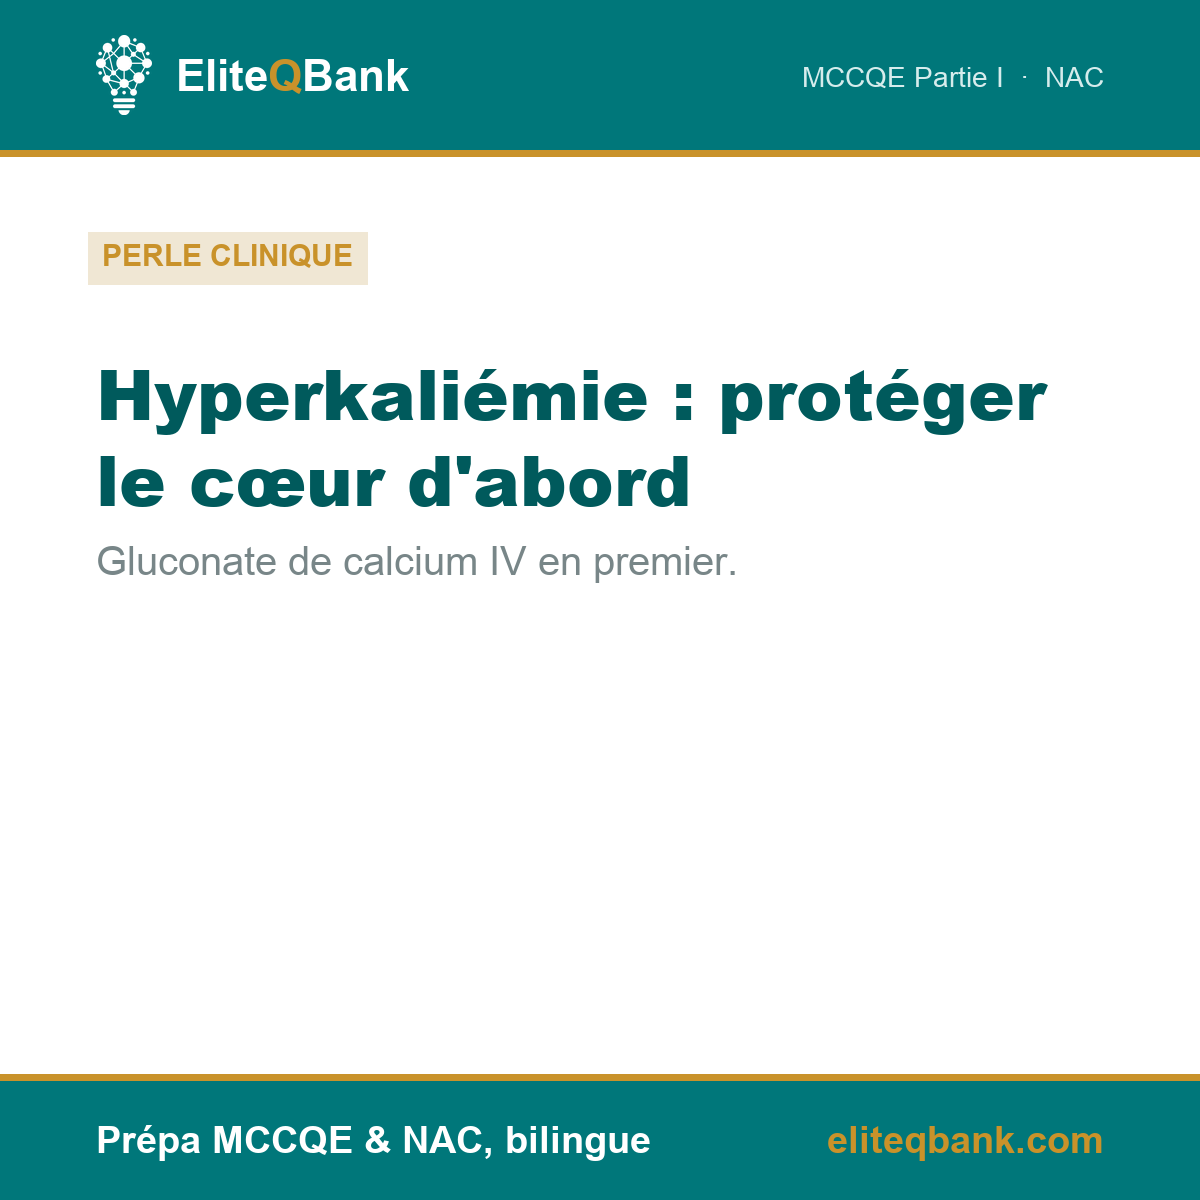 EliteQBank
MCCQE Partie I · NAC
PERLE CLINIQUE
Hyperkaliémie : protéger
le cœur d'abord
Gluconate de calcium IV en premier.
Prépa MCCQE & NAC, bilingue
eliteqbank.com